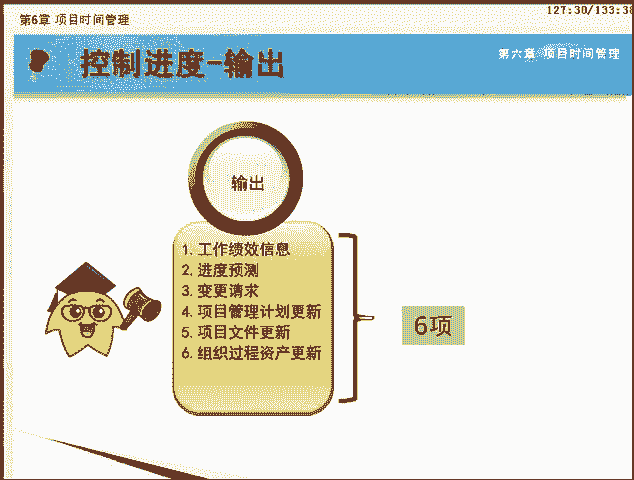 127:30/133:38
第6章 项目时间管理
控制进度-输出
第六章 项目时间管理
输出
1. 工作绩效信息
2. 进度预测
3. 变更请求
4. 项目管理计划更新
5. 项目文件更新
6. 组织过程资产更新
6项